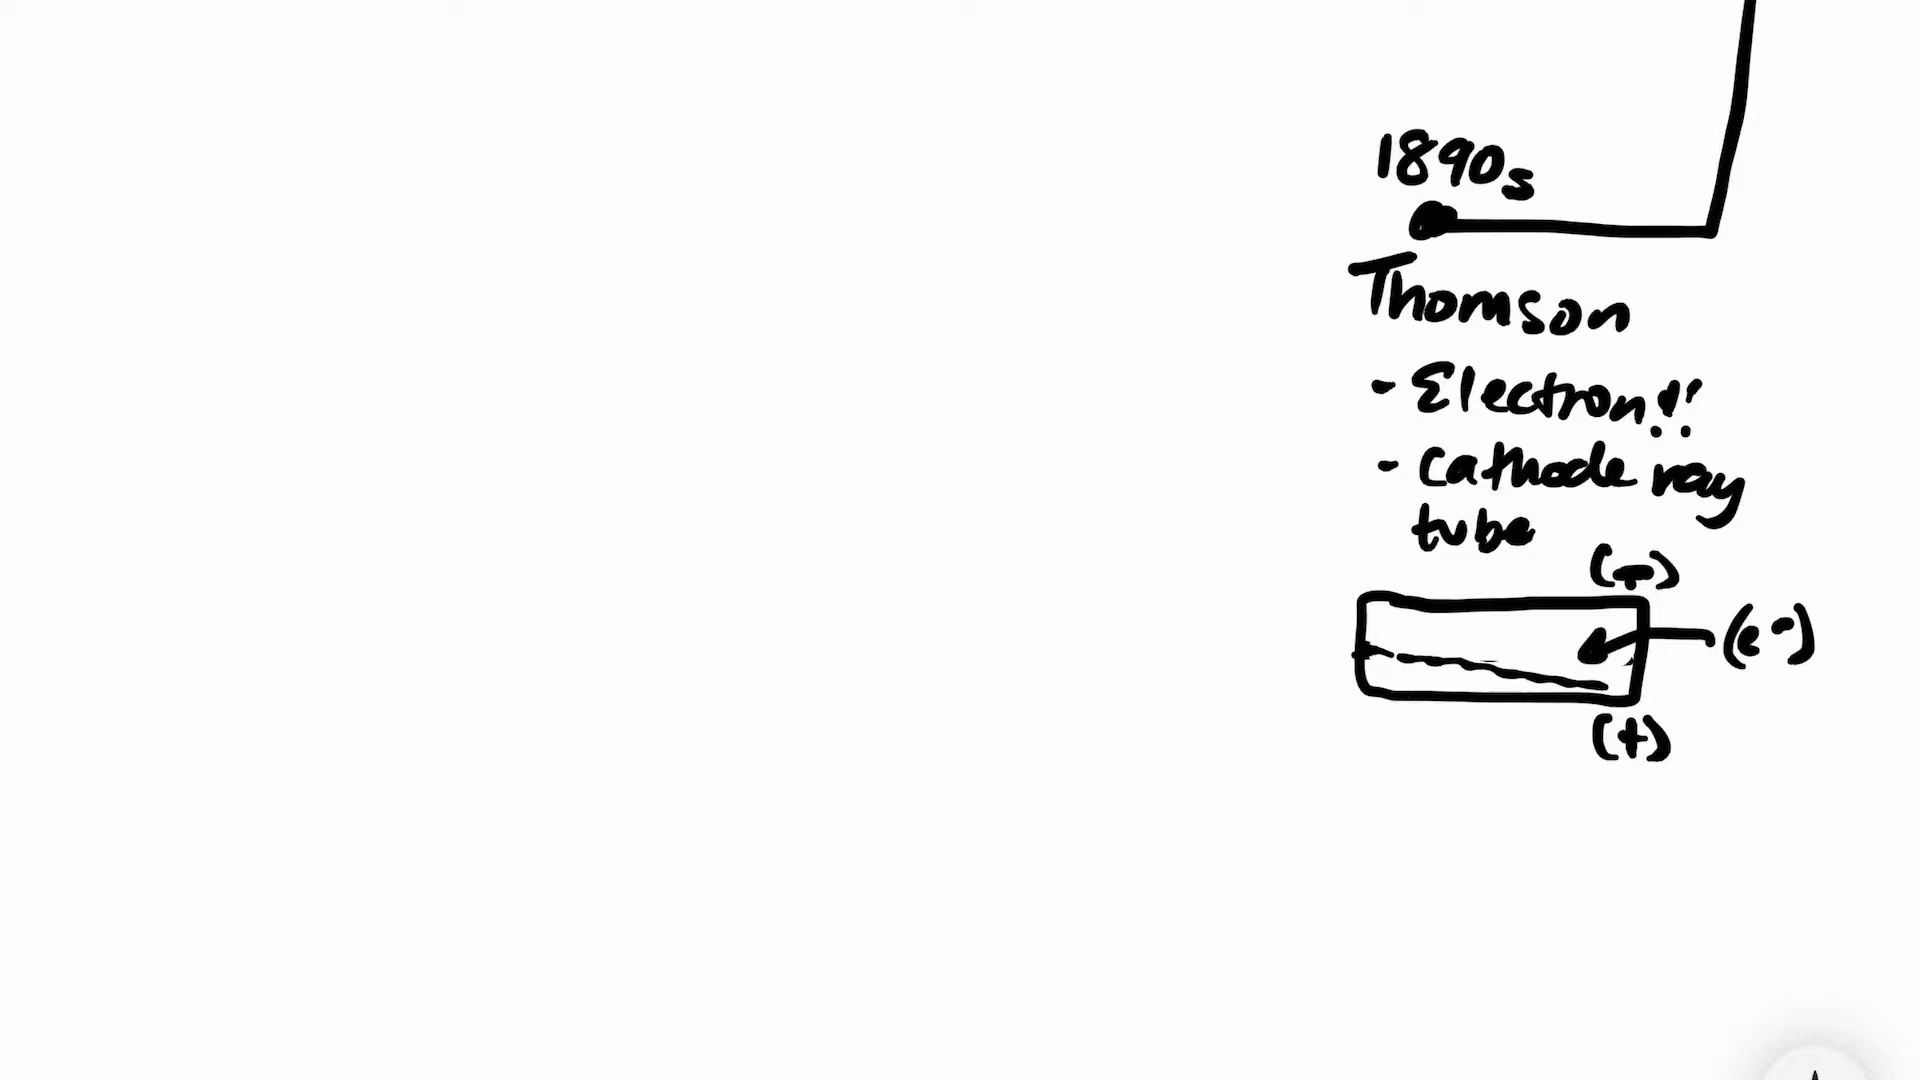 1890s
Thomson
- Electron!!
- Cathode ray
tube
(-)
(e-)
(+)